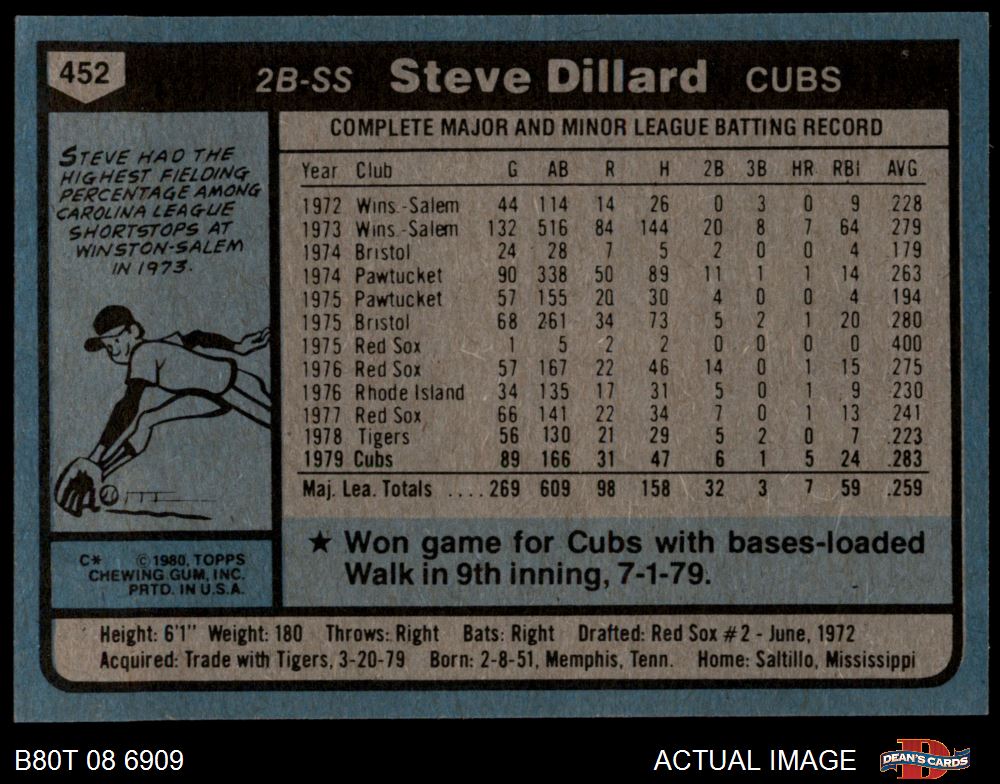 452
2B-SS Steve Dillard CUBS
STEVE HAD THE
HIGHEST FIELDING
PERCENTAGE AMONG
CAROLINA LEAGUE
SHORTSTOPS AT
WINSTON-SALEM
IN 1973.
C* © 1980, TOPPS
CHEWING GUM, INC.
PRTD. IN U.S.A.
COMPLETE MAJOR AND MINOR LEAGUE BATTING RECORD
Year Club G AB R H 2B 3B HR RBI AVG
1972 Wins.-Salem 44 114 14 26 0 3 0 9 .228
1973 Wins.-Salem 132 516 84 144 20 8 7 64 .279
1974 Bristol 24 28 7 5 2 0 0 4 .179
1974 Pawtucket 90 338 50 89 11 1 1 14 .263
1975 Pawtucket 57 155 20 30 4 0 0 4 .194
1975 Bristol 68 261 34 73 5 2 1 20 .280
1975 Red Sox 1 5 2 2 0 0 0 0 .400
1976 Red Sox 57 167 22 46 14 0 1 15 .275
1976 Rhode Island 34 135 17 31 5 0 1 9 .230
1977 Red Sox 66 141 22 34 7 0 1 13 .241
1978 Tigers 56 130 21 29 5 2 0 7 .223
1979 Cubs 89 166 31 47 6 1 5 24 .283
Maj. Lea. Totals ....269 609 98 158 32 3 7 59 .259
★ Won game for Cubs with bases-loaded
Walk in 9th inning, 7-1-79.
Height: 6'1" Weight: 180 Throws: Right Bats: Right Drafted: Red Sox #2 - June, 1972
Acquired: Trade with Tigers, 3-20-79 Born: 2-8-51, Memphis, Tenn. Home: Saltillo, Mississippi
B80T 08 6909 ACTUAL IMAGE DEAN'S CARDS